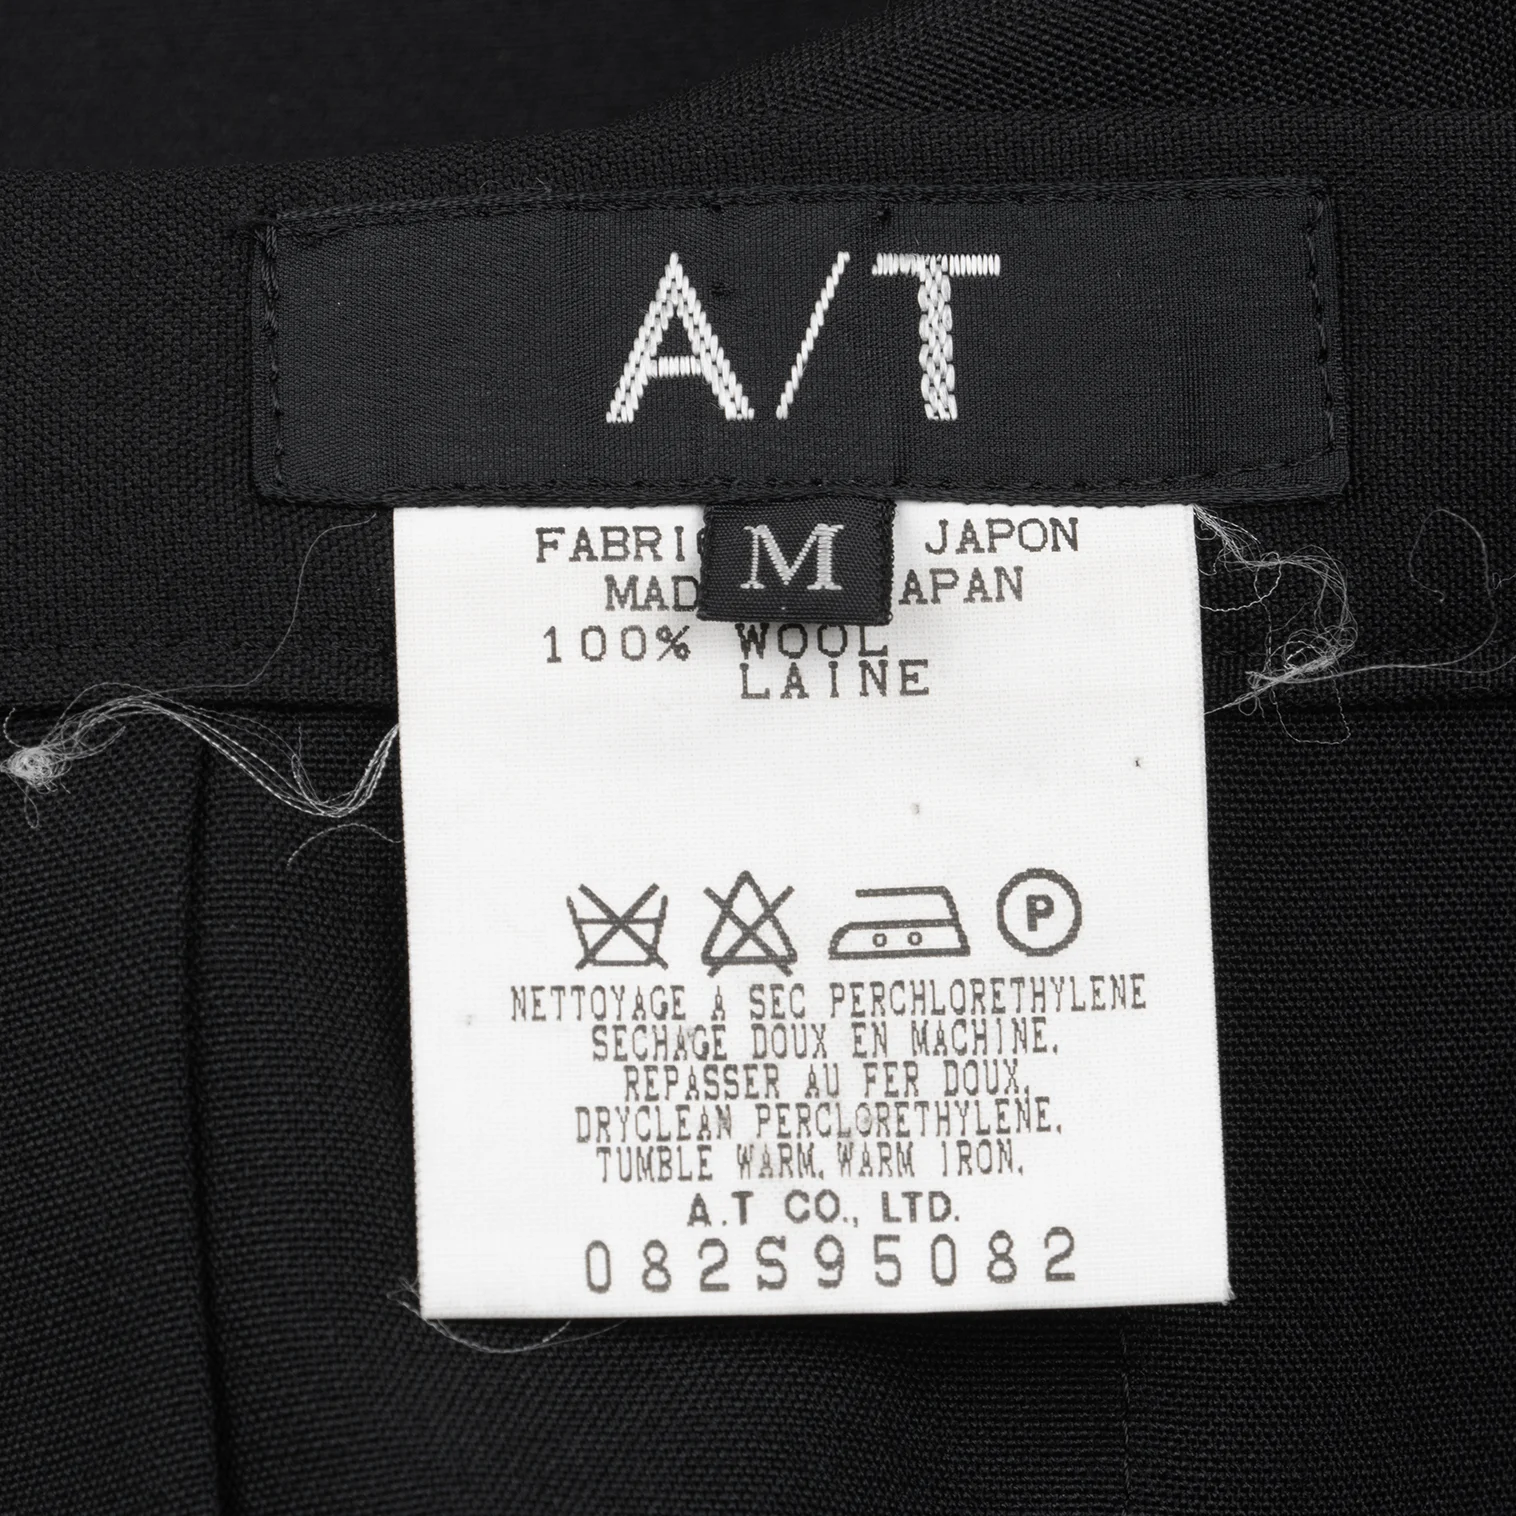 A/T
M
FABRI JAPON
MAD APAN
100% WOOL
LAINE
P
NETTOYAGE A SEC PERCHLORETHYLENE
SECHAGE DOUX EN MACHINE.
REPASSER AU FER DOUX.
DRYCLEAN PERCLORETHYLENE.
TUMBLE WARM. WARM IRON.
A.T CO., LTD.
082S95082